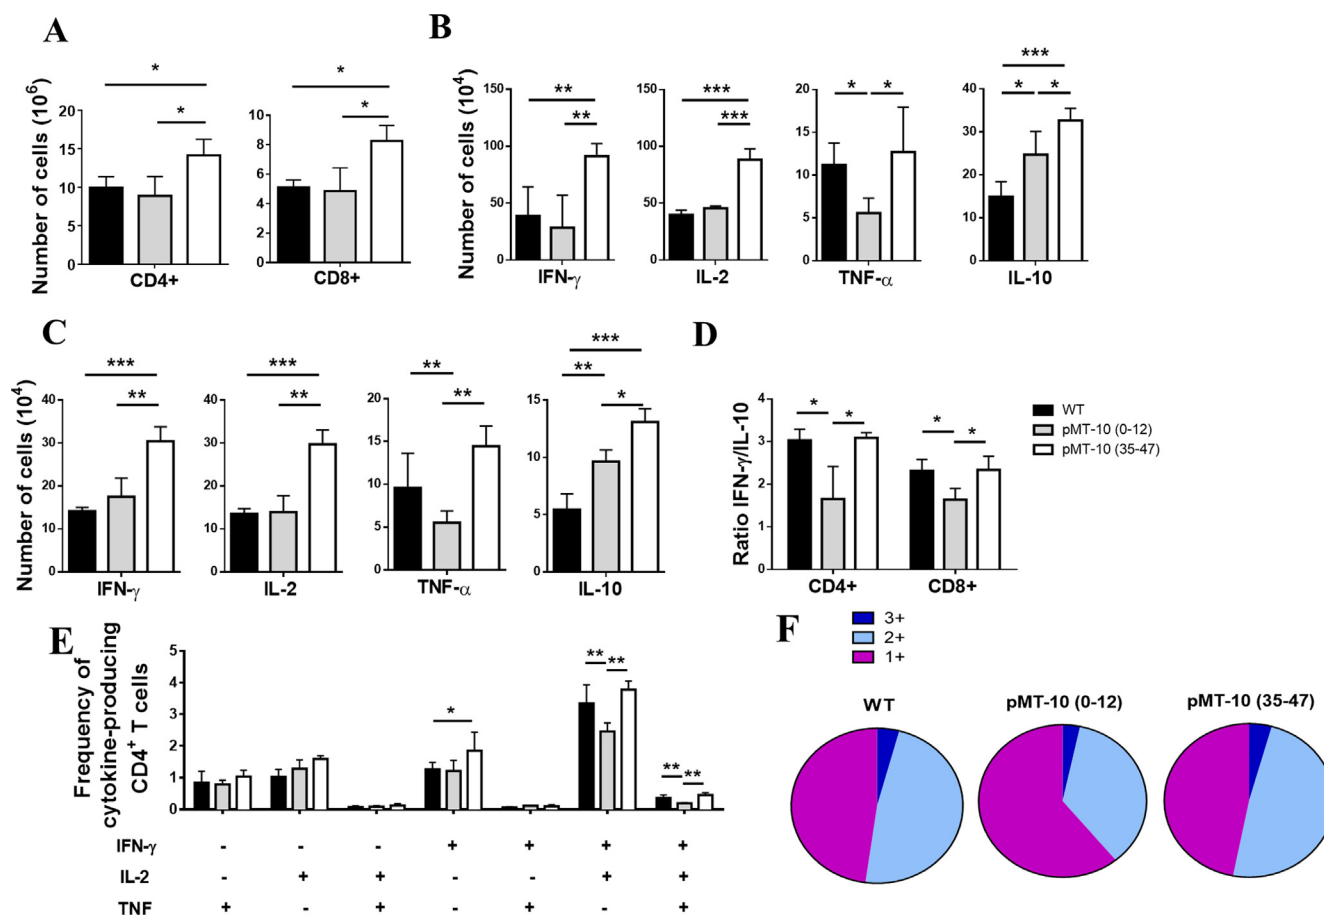 A
Number of cells (10⁶)
*
*
20
15
10
5
0
CD4+
*
*
10
8
6
4
2
0
CD8+
B
Number of cells (10⁴)
**
**
150
100
50
0
IFN-γ
***
***
150
100
50
0
IL-2
* *
20
15
10
5
0
TNF-α
***
* *
40
30
20
10
0
IL-10
C
Number of cells (10⁴)
***
**
40
30
20
10
0
IFN-γ
***
**
40
30
20
10
0
IL-2
**
**
20
15
10
5
0
TNF-α
***
**
*
15
10
5
0
IL-10
D
Ratio IFN-γ/IL-10
4
3
2
1
0
* *
* *
CD4+ CD8+
WT
pMT-10 (0-12)
pMT-10 (35-47)
E
Frequency of
cytokine-producing
CD4⁺ T cells
5
4
3
2
1
0
*
** **
** **
IFN-γ - - - + + + +
IL-2 - + + - - + +
TNF + - + - + - +
F
3+
2+
1+
WT
pMT-10 (0-12)
pMT-10 (35-47)